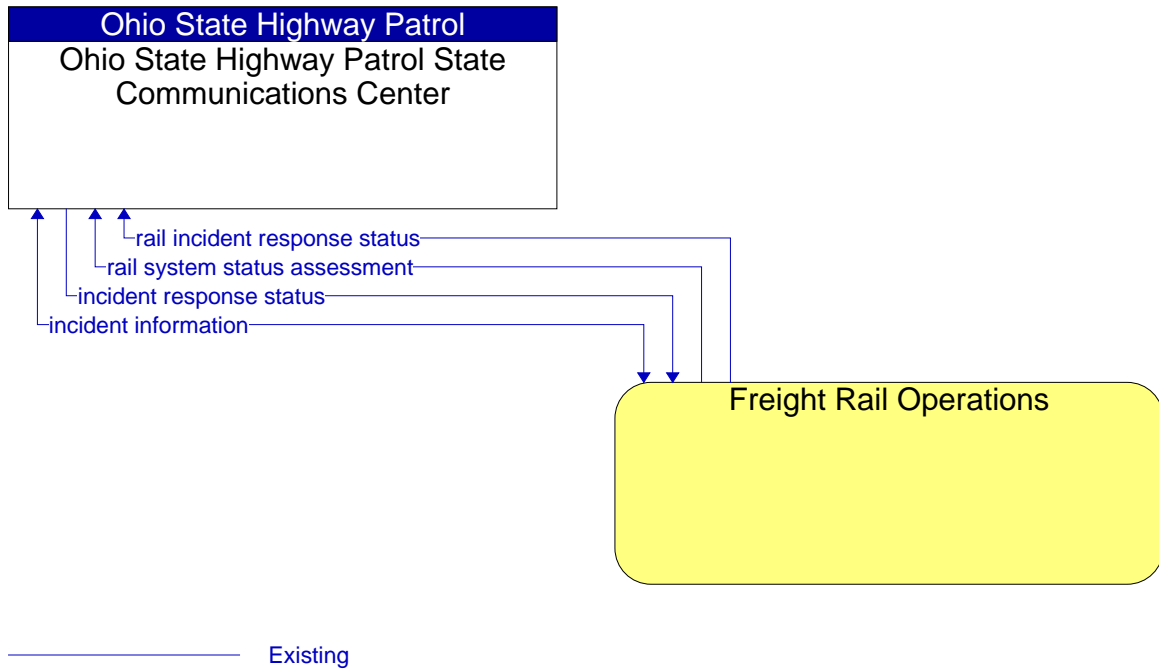 Ohio State Highway Patrol
Ohio State Highway Patrol State
Communications Center
rail incident response status
rail system status assessment
incident response status
incident information
Freight Rail Operations
Existing